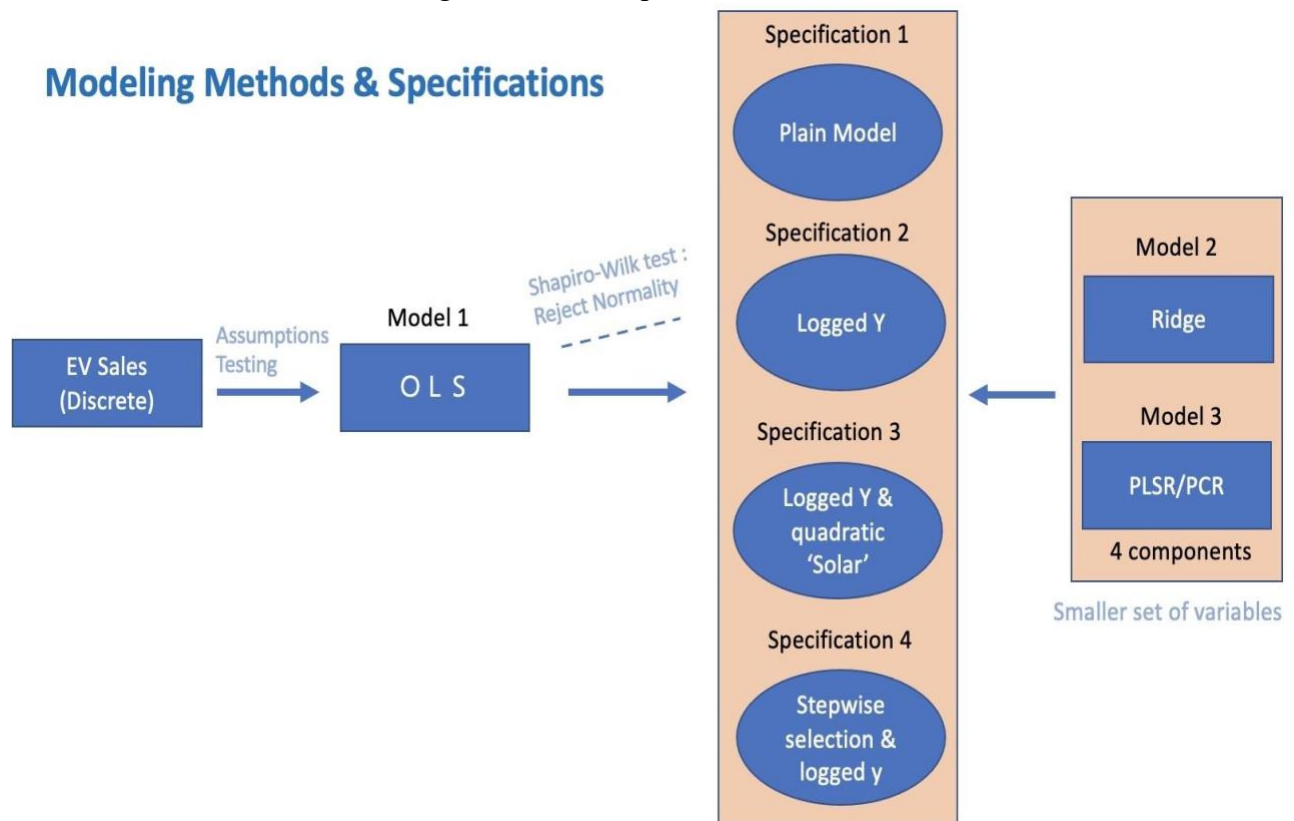 Modeling Methods & Specifications
EV Sales
(Discrete)
Assumptions
Testing
Model 1
O L S
Shapiro-Wilk test :
Reject Normality
Specification 1
Plain Model
Specification 2
Logged Y
Specification 3
Logged Y &
quadratic
‘Solar’
Specification 4
Stepwise
selection &
logged y
Model 2
Ridge
Model 3
PLSR/PCR
4 components
Smaller set of variables